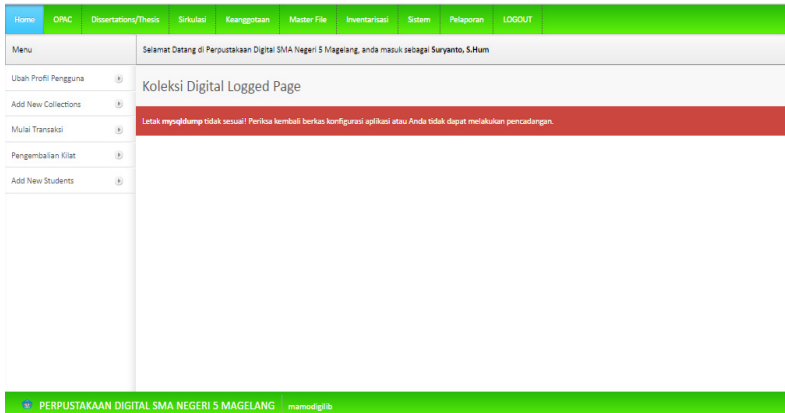 Home OPAC Dissertations/Thesis Sirkulasi Keanggotaan Master File Inventarisasi Sistem Pelaporan LOGOUT
Menu
Selamat Datang di Perpustakaan Digital SMA Negeri 5 Magelang, anda masuk sebagai Suryanto, S.Hum
Ubah Profil Pengguna
Add New Collections
Mulai Transaksi
Pengembalian Kilat
Add New Students
Koleksi Digital Logged Page
Letak mysqldump tidak sesuai! Periksa kembali berkas konfigurasi aplikasi atau Anda tidak dapat melakukan pencadangan.
PERPUSTAKAAN DIGITAL SMA NEGERI 5 MAGELANG mamodigilib